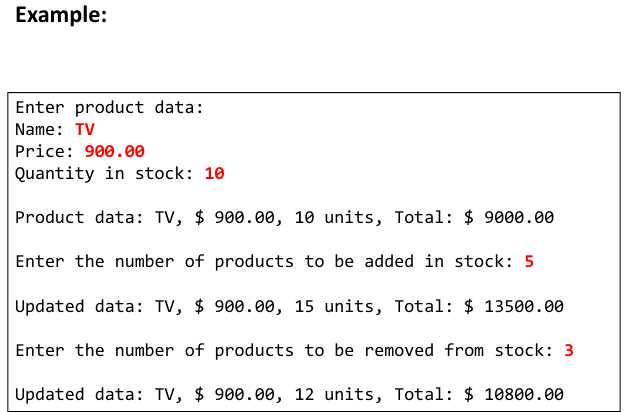 Example:
Enter product data:
Name: TV
Price: 900.00
Quantity in stock: 10
Product data: TV, $ 900.00, 10 units, Total: $ 9000.00
Enter the number of products to be added in stock: 5
Updated data: TV, $ 900.00, 15 units, Total: $ 13500.00
Enter the number of products to be removed from stock: 3
Updated data: TV, $ 900.00, 12 units, Total: $ 10800.00